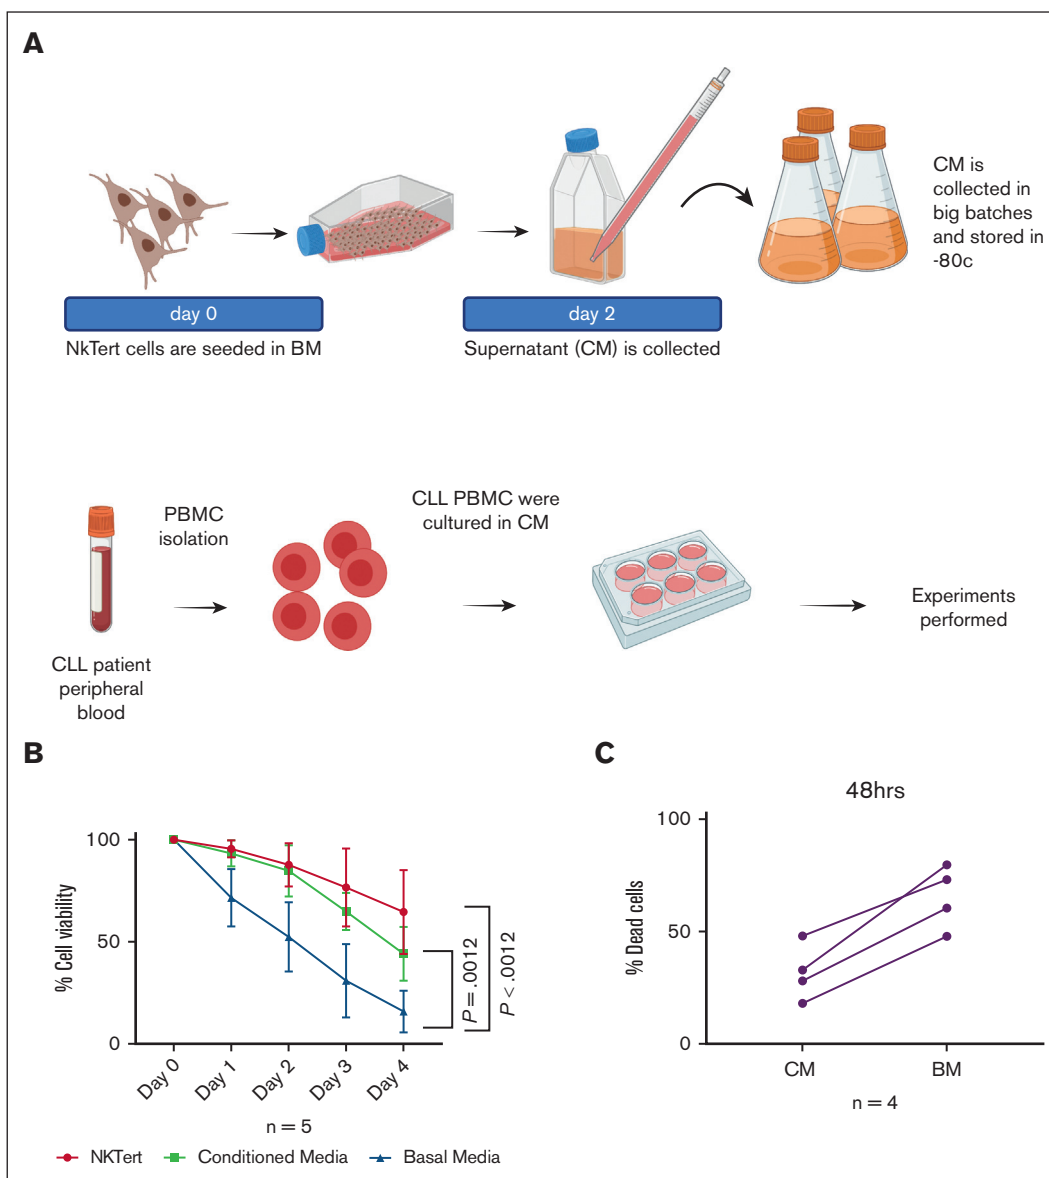 A
CM is
collected in
big batches
and stored in
-80c
day 0
day 2
NkTert cells are seeded in BM
Supernatant (CM) is collected
PBMC
isolation
CLL PBMC were
cultured in CM
Experiments
performed
CLL patient
peripheral
blood
B
% Cell viability
100
50
0
Day 0
Day 1
Day 2
Day 3
Day 4
P = .0012
P < .0012
n = 5
NKTert
Conditioned Media
Basal Media
C
48hrs
% Dead cells
100
50
0
CM
BM
n = 4